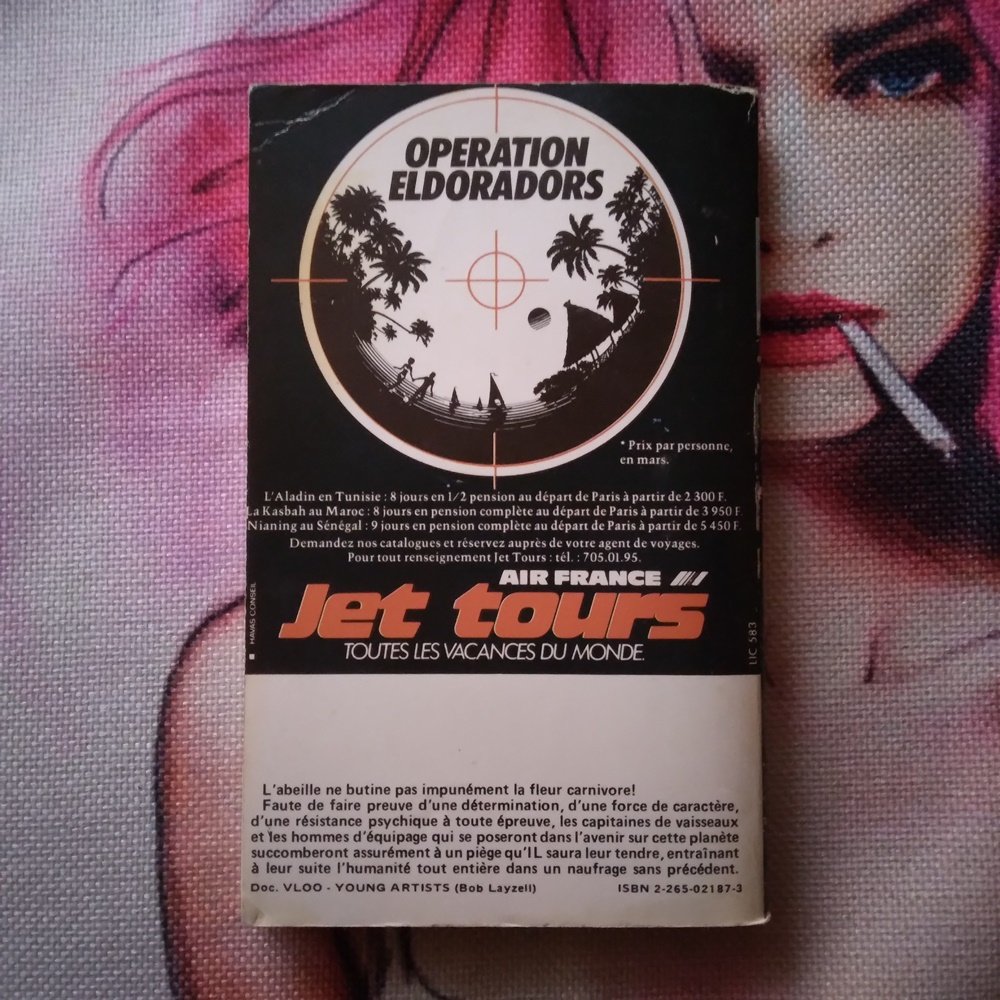 OPERATION
ELDORADORS
* Prix par personne,
en mars.
L'Aladin en Tunisie : 8 jours en 1/2 pension au départ de Paris à partir de 2 300 F.
La Kasbah au Maroc : 8 jours en pension complète au départ de Paris à partir de 3 950 F.
Nianing au Sénégal : 9 jours en pension complète au départ de Paris à partir de 5 450 F.
Demandez nos catalogues et réservez auprès de votre agent de voyages.
Pour tout renseignement Jet Tours : tél. : 705.01.95.
AIR FRANCE
Jet tours
TOUTES LES VACANCES DU MONDE.
HAVAS CONSEIL
LIC 583
L'abeille ne butine pas impunément la fleur carnivore!
Faute de faire preuve d'une détermination, d'une force de caractère,
d'une résistance psychique à toute épreuve, les capitaines de vaisseaux
et les hommes d'équipage qui se poseront dans l'avenir sur cette planète
succomberont assurément à un piège qu'IL saura leur tendre, entraînant
à leur suite l'humanité tout entière dans un naufrage sans précédent.
Doc. VLOO - YOUNG ARTISTS (Bob Layzell)
ISBN 2-265-02187-3